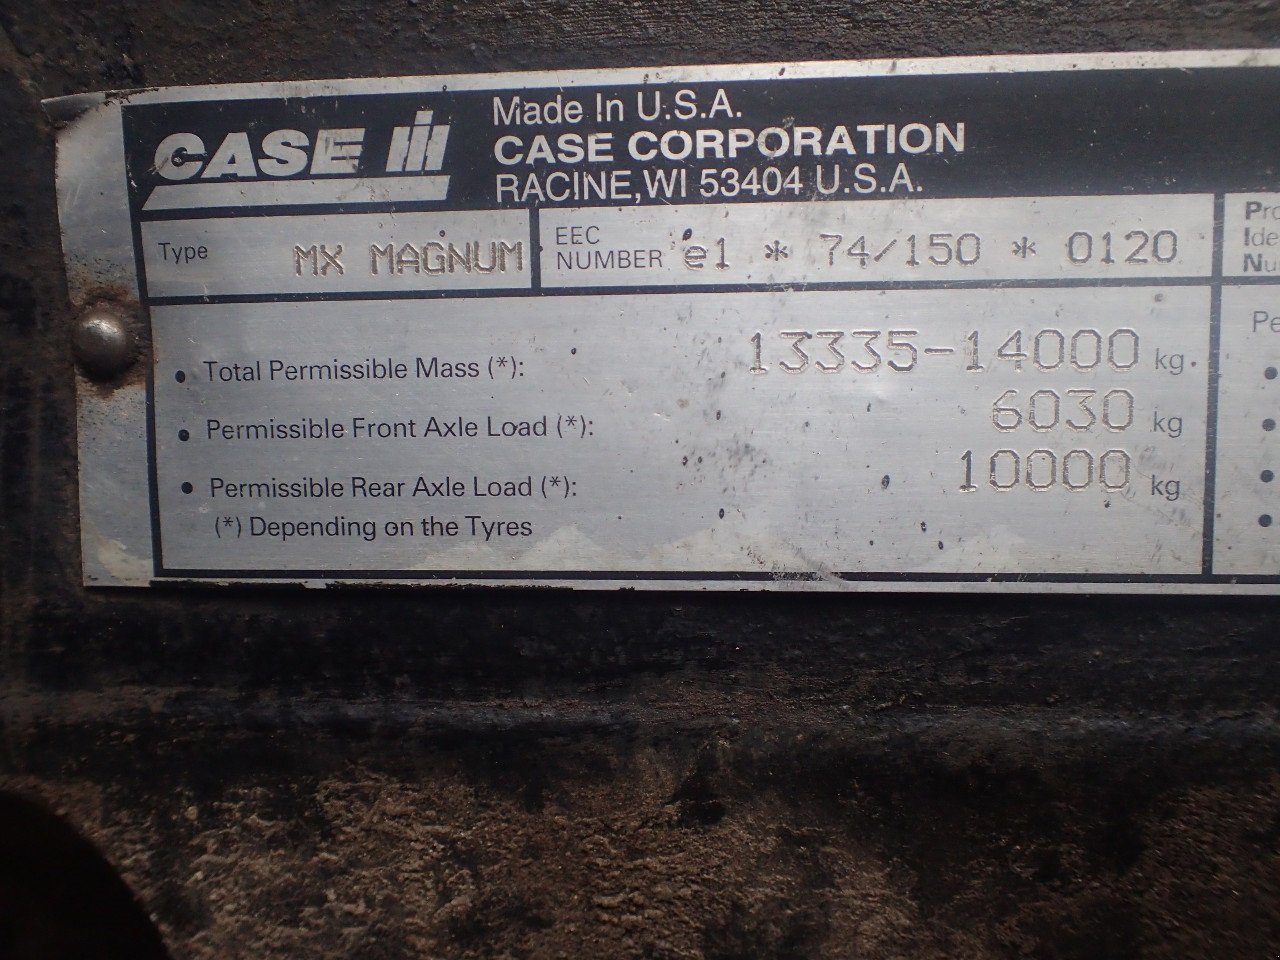 CASE IH
Made In U.S.A.
CASE CORPORATION
RACINE, WI 53404 U.S.A.
Type MX MAGNUM
EEC
NUMBER e1 * 74/150 * 0120
• Total Permissible Mass (*): 13335-14000 kg.
• Permissible Front Axle Load (*): 6030 kg
• Permissible Rear Axle Load (*): 10000 kg
(*) Depending on the Tyres